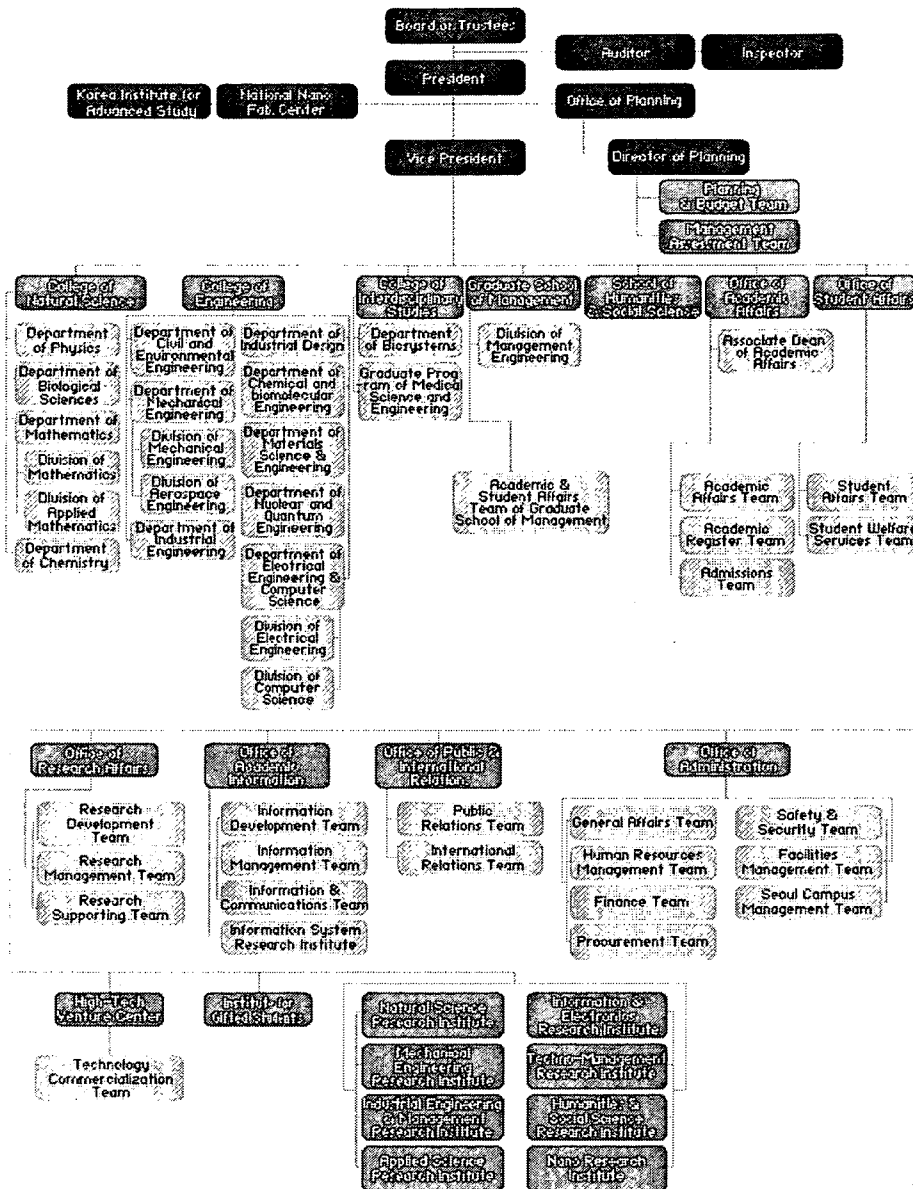 Board of Trustees
Auditor
Inspector
President
Korea Institute for
Advanced Study
National Nano
Fab. Center
Office of Planning
Vice President
Director of Planning
Planning
& Budget Team
Management
Assesment Team
College of
Natural Science
College of
Engineering
College of
Interdisciplinary
Studies
Graduate School
of Management
School of
Humanities
& Social Science
Office of
Academic
Affairs
Office of
Student Affairs
Department
of Physics
Department
of Biological
Sciences
Department of
Mathematics
Division of
Mathematics
Division of
Applied
Mathematics
Department
of Chemistry
Department of
Civil and
Environmental
Engineering
Department of
Mechanical
Engineering
Division of
Mechanical
Engineering
Division of
Aerospace
Engineering
Department of
Industrial
Engineering
Department of
Industrial Design
Department of
Chemical and
biomolecular
Engineering
Department of
Materials
Science &
Engineering
Department of
Nuclear and
Quantum
Engineering
Department of
Electrical
Engineering &
Computer
Science
Division of
Electrical
Engineering
Division of
Computer
Science
Department
of Biosystems
Graduate Prog
ram of Medical
Science and
Engineering
Division of
Management
Engineering
Academic &
Student Affairs
Team of Graduate
School of Management
Associate Dean
of Academic
Affairs
Academic
Affairs Team
Academic
Register Team
Admissions
Team
Student
Affairs Team
Student Welfare
Services Team
Office of
Research Affairs
Office of
Academic
Information
Office of Public &
International
Relation
Office of
Administration
Research
Development
Team
Research
Management Team
Research
Supporting Team
Information
Development Team
Information
Management Team
Information &
Communications Team
Information System
Research Institute
Public
Relations Team
International
Relations Team
General Affairs Team
Human Resources
Management Team
Finance Team
Procurement Team
Safety &
Security Team
Facilities
Management Team
Seoul Campus
Management Team
High-Tech
Venture Center
Institute for
Gifted Students
Technology
Commercialization
Team
Natural Science
Research Institute
Information &
Electronics
Research Institute
Mechanical
Engineering
Research Institute
Techno-Management
Research Institute
Industrial Engineering
& Management
Research Institute
Humanities &
Social Science
Research Institute
Applied science
Research Institute
Nano Research
Institute